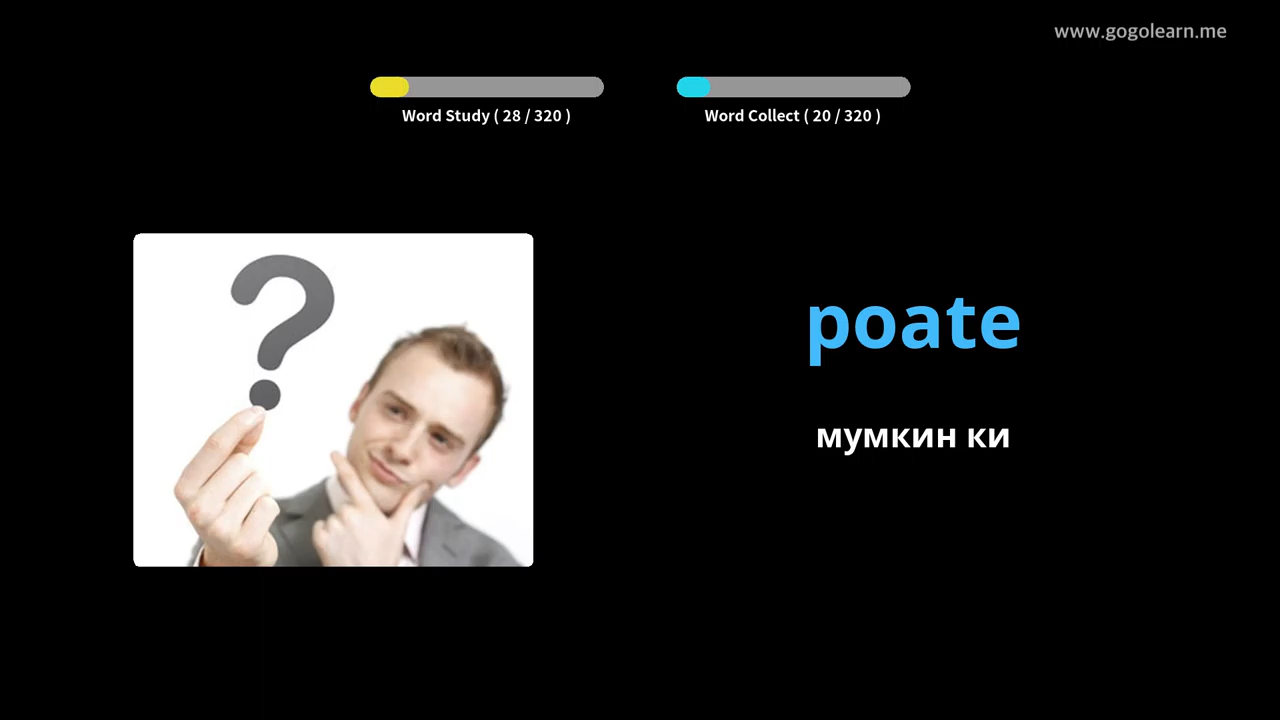 www.gogolearn.me
Word Study ( 28 / 320 )
Word Collect ( 20 / 320 )
?
poate
мумкин ки